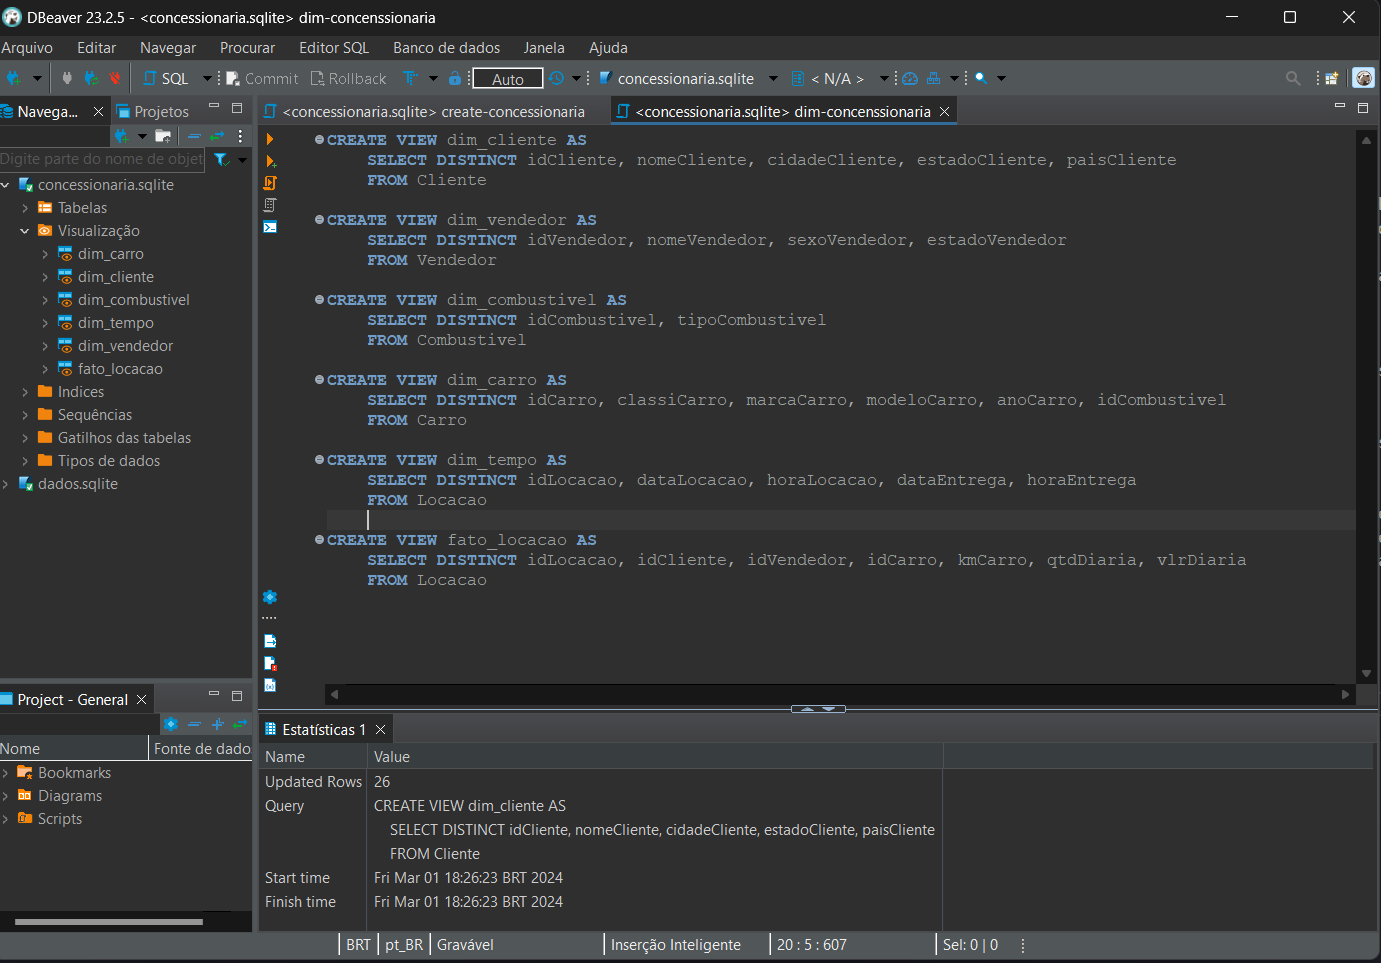 DBeaver 23.2.5 - <concessionaria.sqlite> dim-concenssionaria
Arquivo Editar Navegar Procurar Editor SQL Banco de dados Janela Ajuda
SQL Commit Rollback Auto concessionaria.sqlite < N/A >
Navega... Projetos
Digite parte do nome de objet
concessionaria.sqlite
Tabelas
Visualização
dim_carro
dim_cliente
dim_combustivel
dim_tempo
dim_vendedor
fato_locacao
Indices
Sequências
Gatilhos das tabelas
Tipos de dados
dados.sqlite
Project - General
Nome Fonte de dado
Bookmarks
Diagrams
Scripts
<concessionaria.sqlite> create-concessionaria <concessionaria.sqlite> dim-concenssionaria
CREATE VIEW dim_cliente AS
SELECT DISTINCT idCliente, nomeCliente, cidadeCliente, estadoCliente, paisCliente
FROM Cliente
CREATE VIEW dim_vendedor AS
SELECT DISTINCT idVendedor, nomeVendedor, sexoVendedor, estadoVendedor
FROM Vendedor
CREATE VIEW dim_combustivel AS
SELECT DISTINCT idCombustivel, tipoCombustivel
FROM Combustivel
CREATE VIEW dim_carro AS
SELECT DISTINCT idCarro, classiCarro, marcaCarro, modeloCarro, anoCarro, idCombustivel
FROM Carro
CREATE VIEW dim_tempo AS
SELECT DISTINCT idLocacao, dataLocacao, horaLocacao, dataEntrega, horaEntrega
FROM Locacao
CREATE VIEW fato_locacao AS
SELECT DISTINCT idLocacao, idCliente, idVendedor, idCarro, kmCarro, qtdDiaria, vlrDiaria
FROM Locacao
Estatísticas 1
Name Value
Updated Rows 26
Query CREATE VIEW dim_cliente AS
SELECT DISTINCT idCliente, nomeCliente, cidadeCliente, estadoCliente, paisCliente
FROM Cliente
Start time Fri Mar 01 18:26:23 BRT 2024
Finish time Fri Mar 01 18:26:23 BRT 2024
BRT pt_BR Gravável Inserção Inteligente 20 : 5 : 607 Sel: 0 | 0